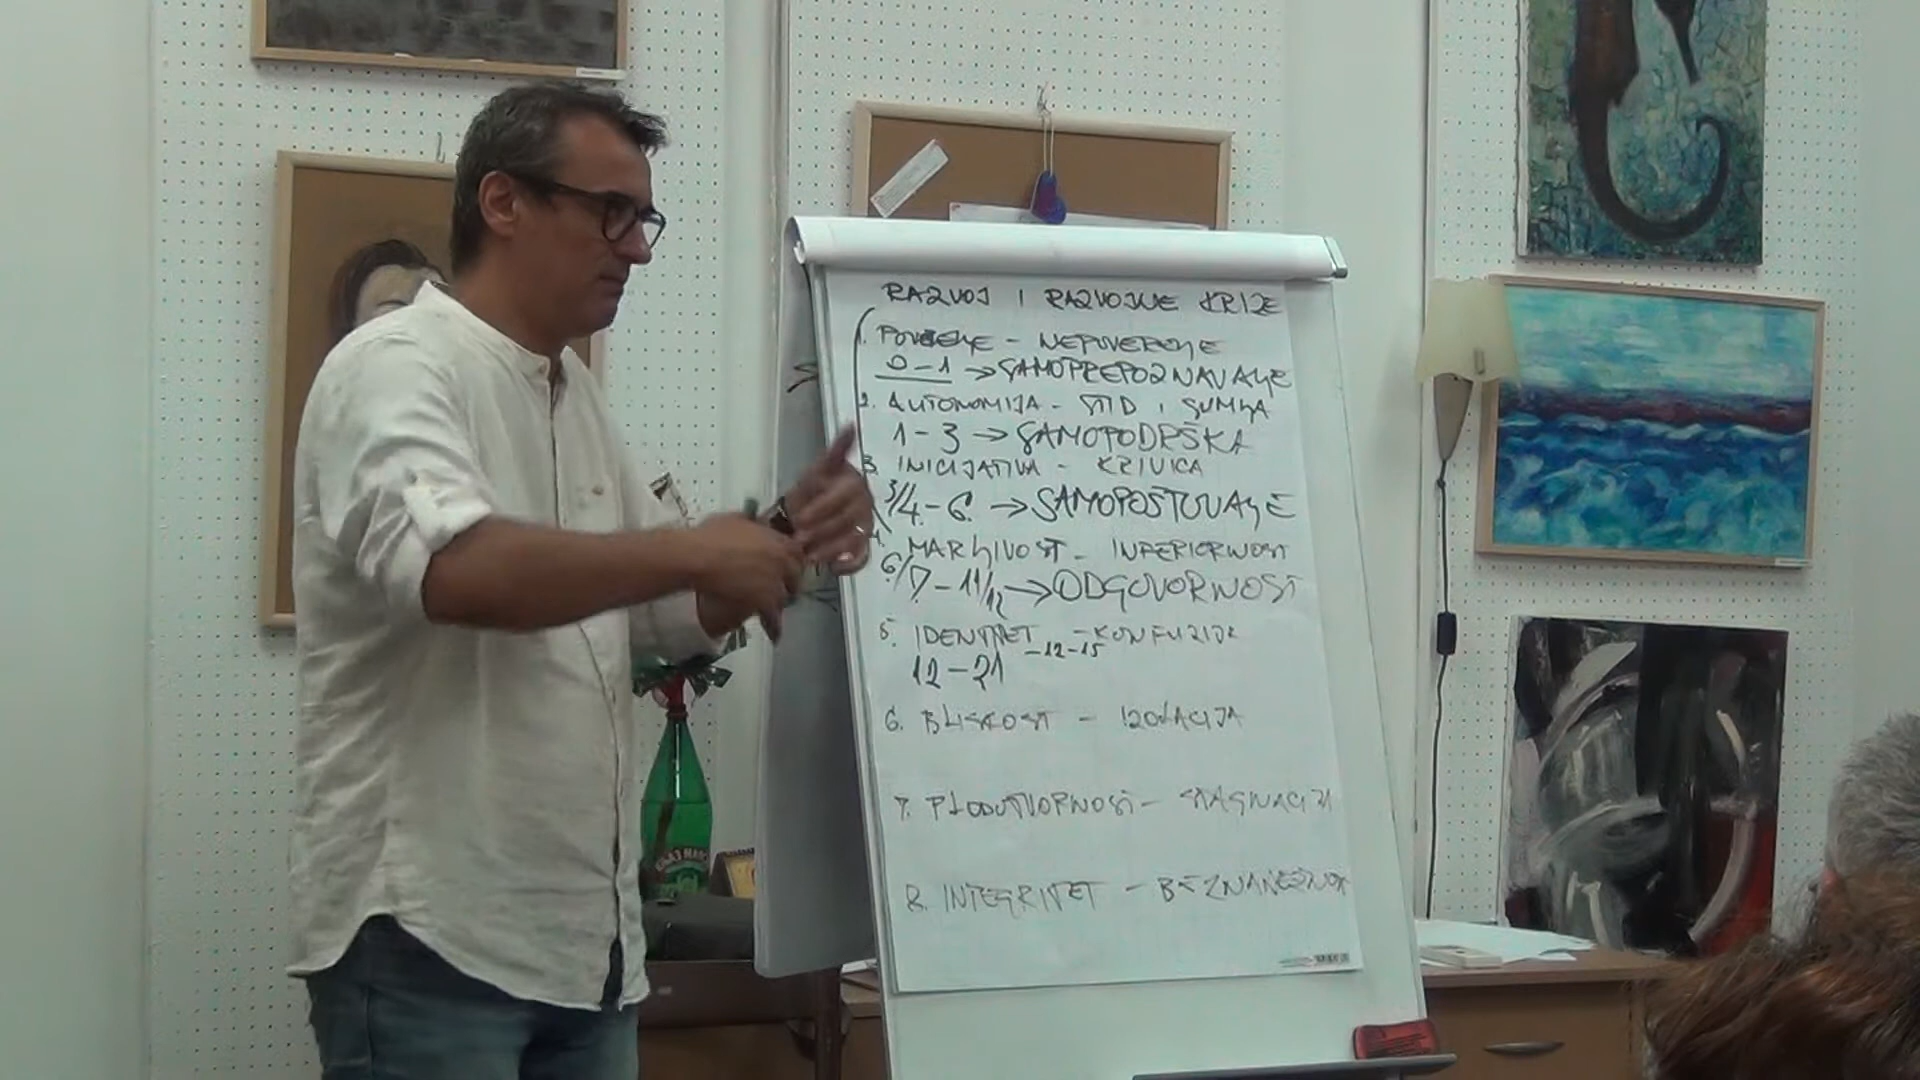 RAZVOJ I RAZVOJNE KRIZE
1. POVERENJE - NEPOVERENJE
0 - 1 → SAMOPREPOZNAVANJE
2. AUTONOMIJA - STID I SUMNJA
1 - 3 → SAMOPODRŠKA
3. INICIJATIVA - KRIVICA
3/4 - 6. → SAMOPOŠTOVANJE
4. MARLJIVOST - INFERIORNOST
6/7 - 11/12 → ODGOVORNOST
5. IDENTITET - KONFUZIJA
12-15
12 - 21
6. BLISKOST - IZOLACIJA
7. PLODOTVORNOST - STAGNACIJA
8. INTEGRITET -